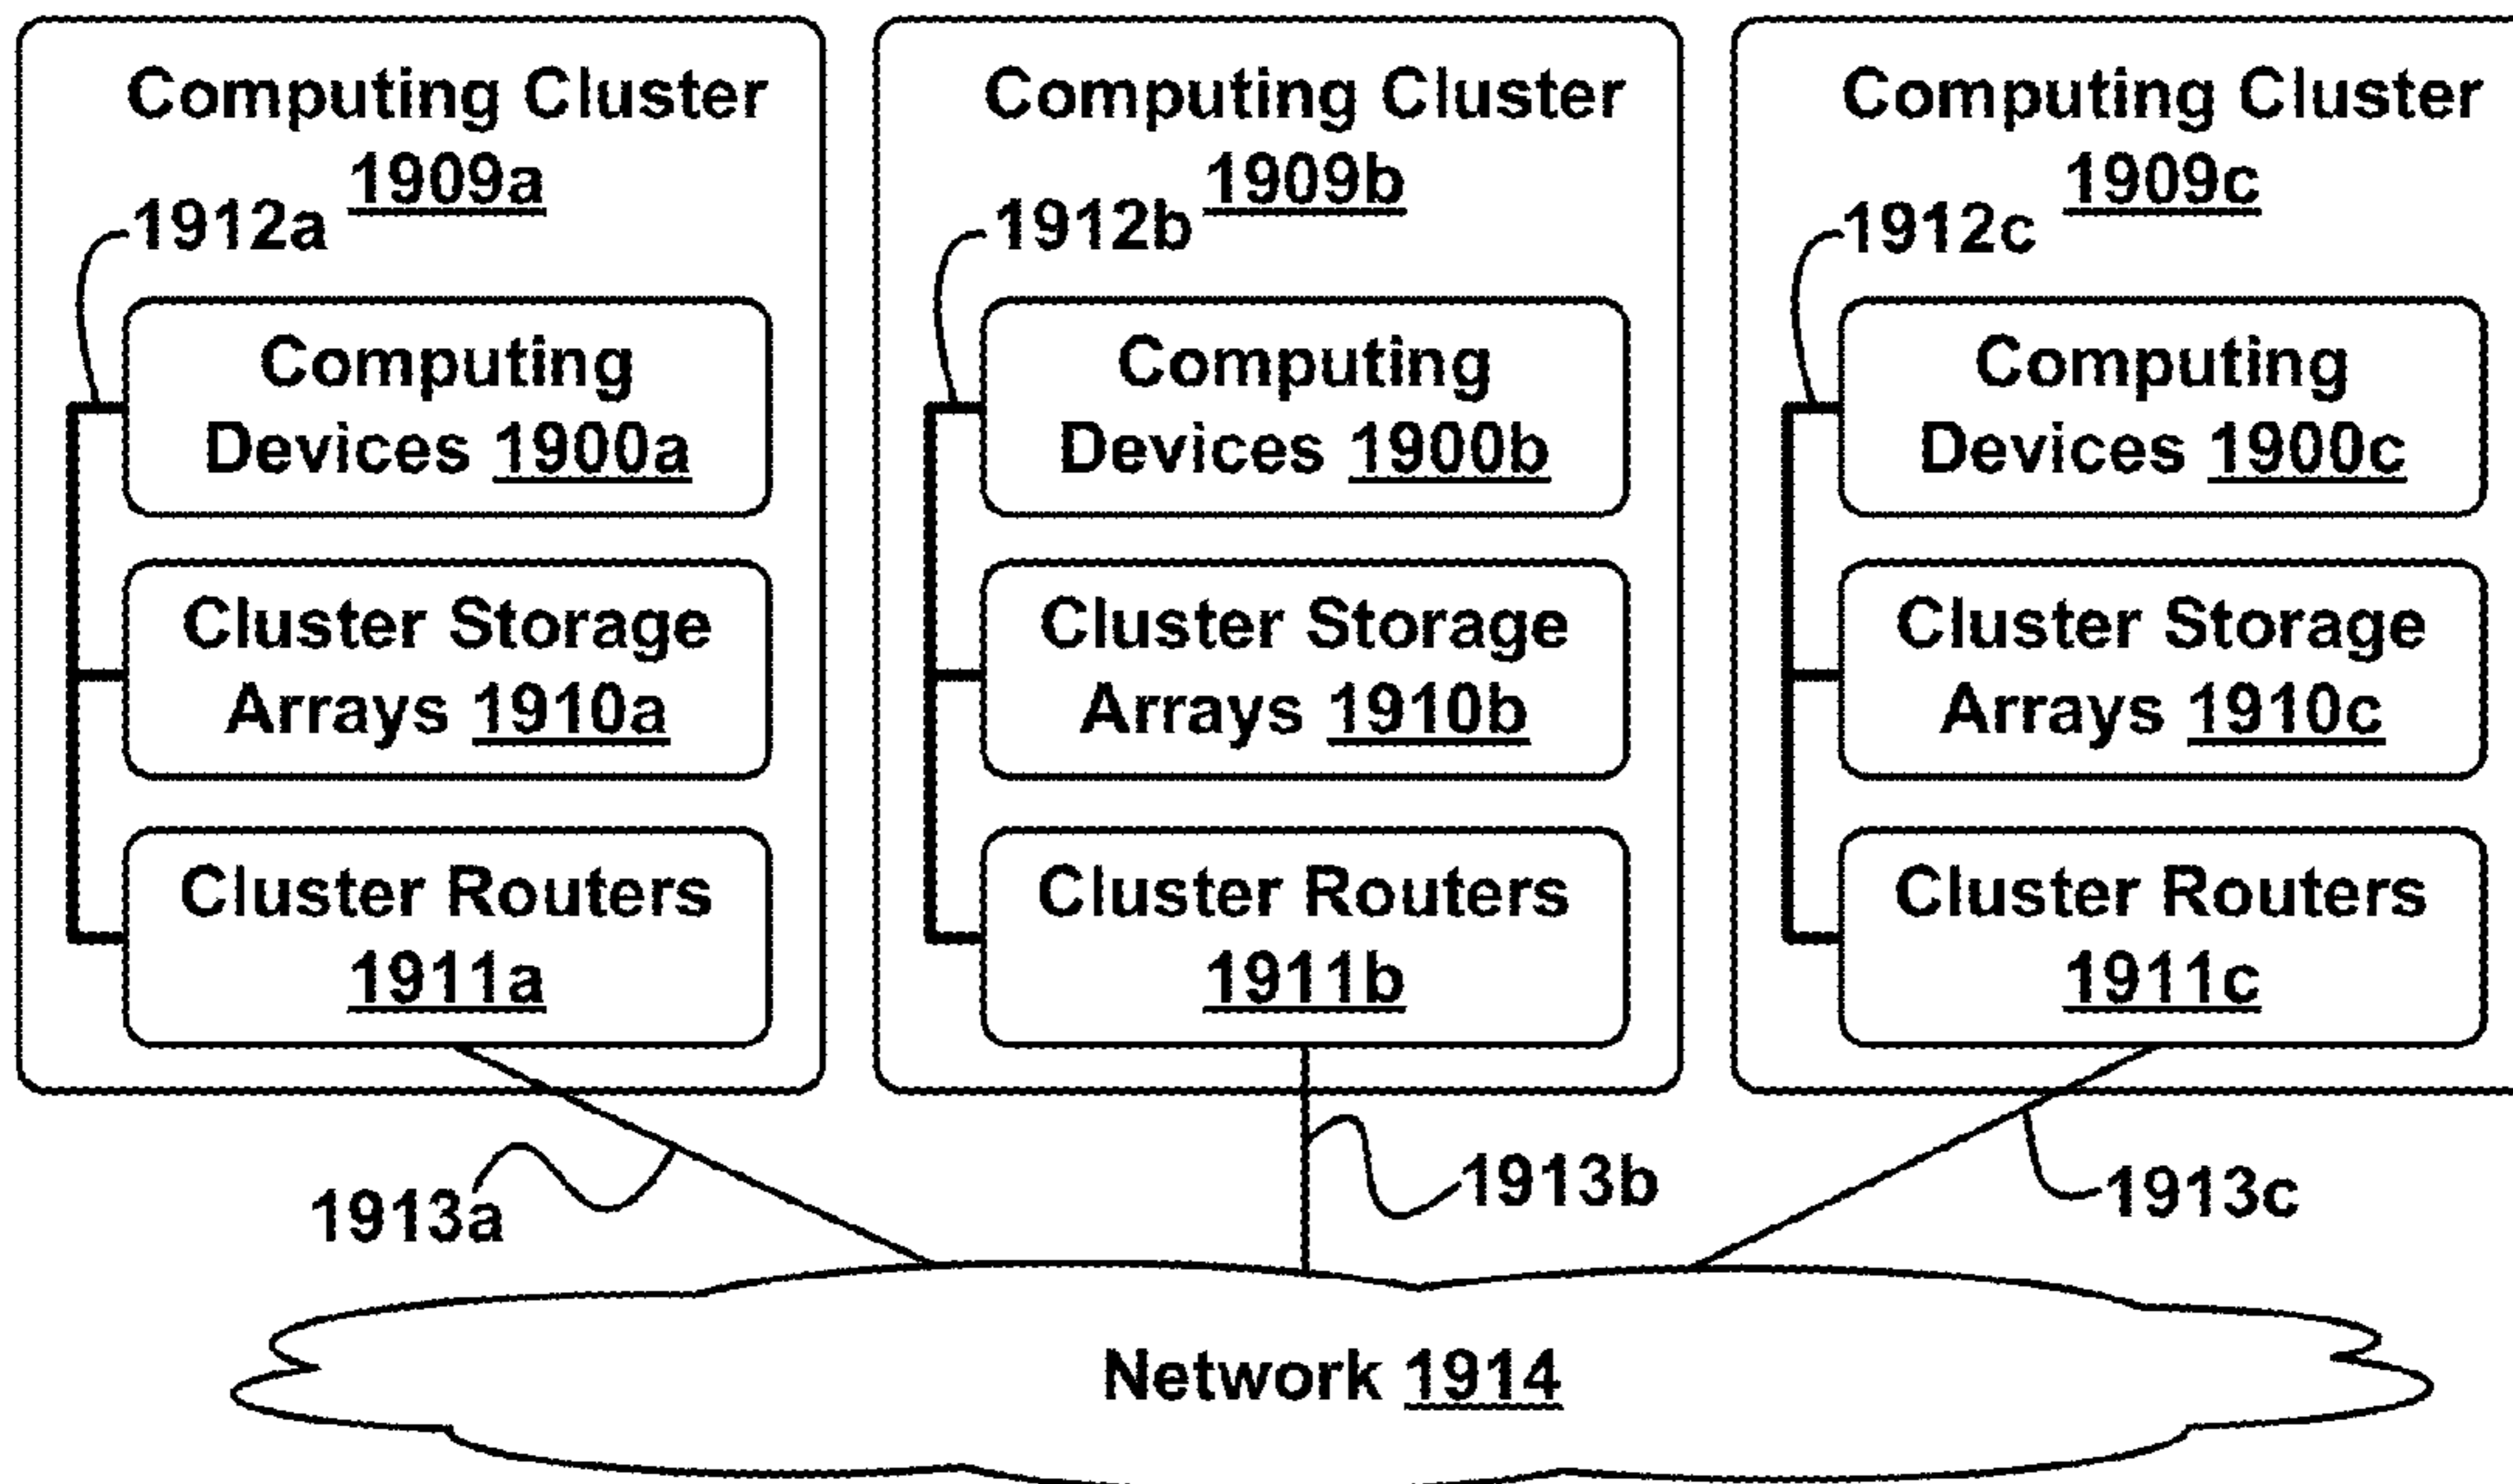 Computing Cluster
1909a
1912a
Computing
Devices 1900a
Cluster Storage
Arrays 1910a
Cluster Routers
1911a
Computing Cluster
1909b
1912b
Computing
Devices 1900b
Cluster Storage
Arrays 1910b
Cluster Routers
1911b
Computing Cluster
1909c
1912c
Computing
Devices 1900c
Cluster Storage
Arrays 1910c
Cluster Routers
1911c
1913a
1913b
1913c
Network 1914